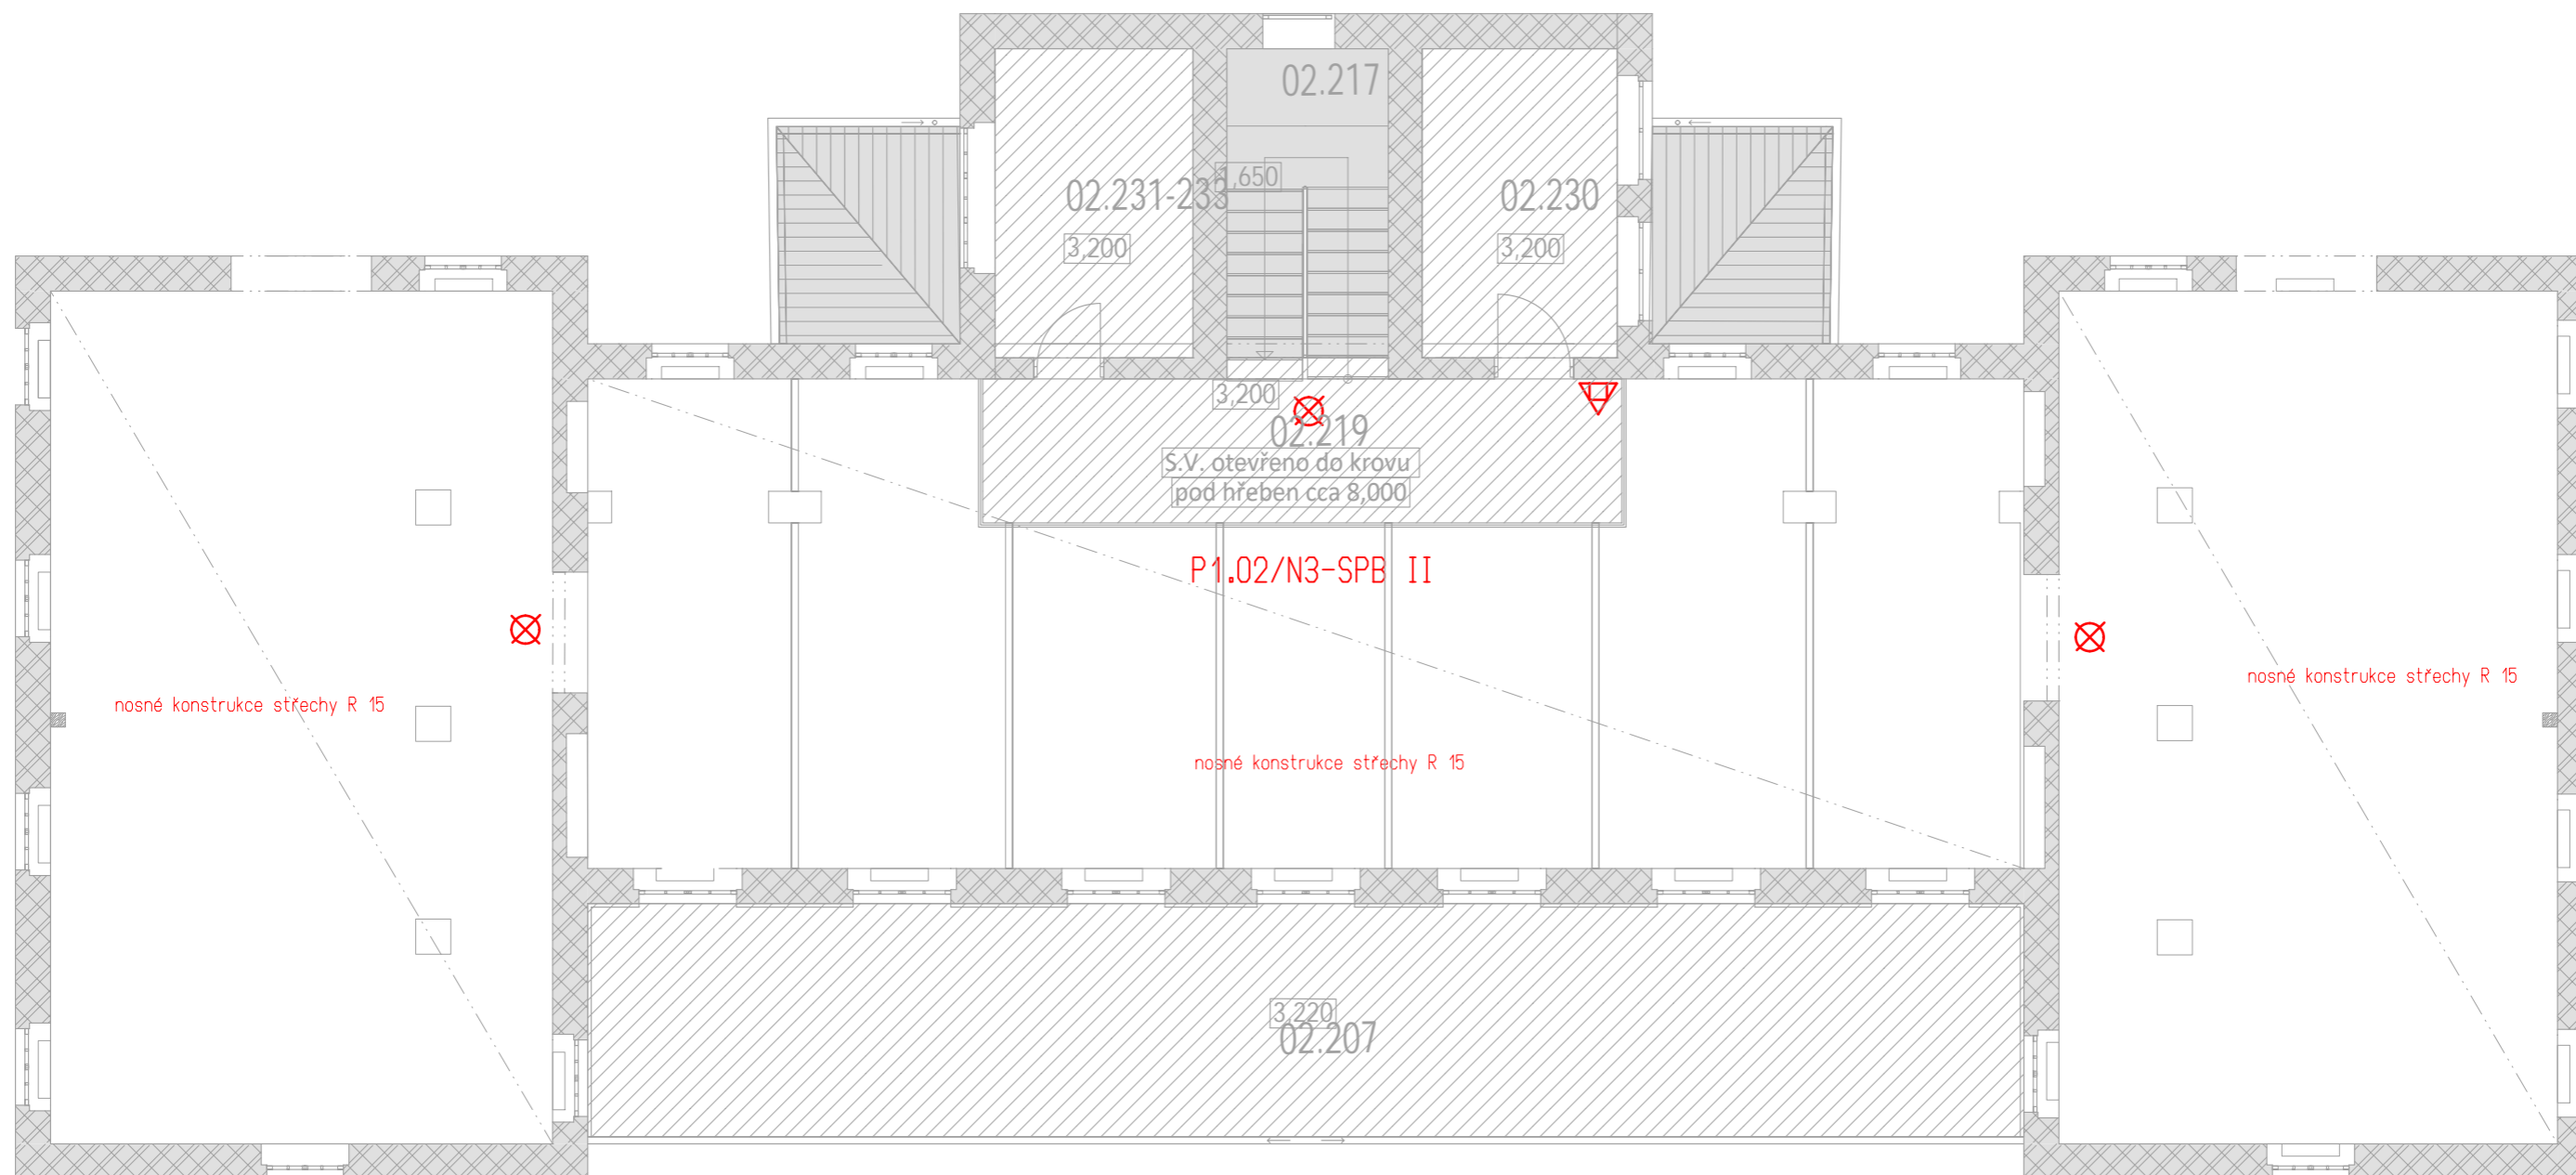 02.217
1,650
02.231-233
02.230
3,200
3,200
3,200
02.219
S.V. otevřeno do krovu
pod hřeben cca 8,000
P1.02/N3-SPB II
nosné konstrukce střechy R 15
nosné konstrukce střechy R 15
nosné konstrukce střechy R 15
3,220
02.207